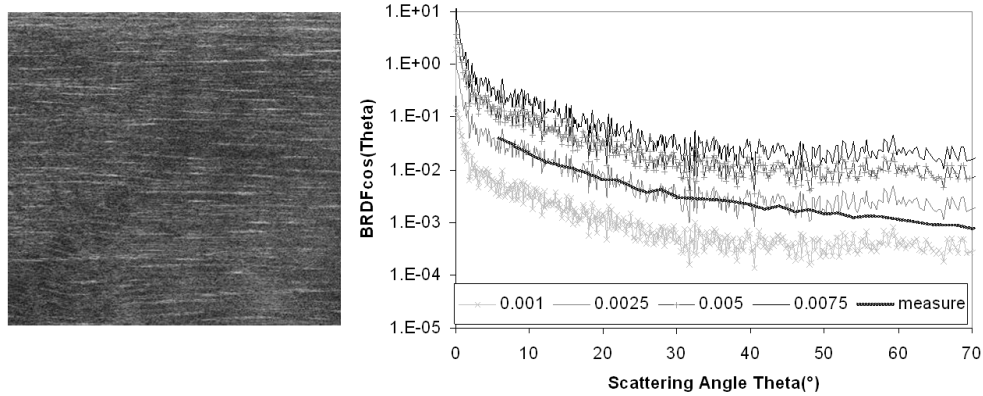 1.E+01
1.E+00
1.E-01
1.E-02
1.E-03
1.E-04
1.E-05
BRDFcos(Theta)
0.001 0.0025 0.005 0.0075 measure
0 10 20 30 40 50 60 70
Scattering Angle Theta(°)